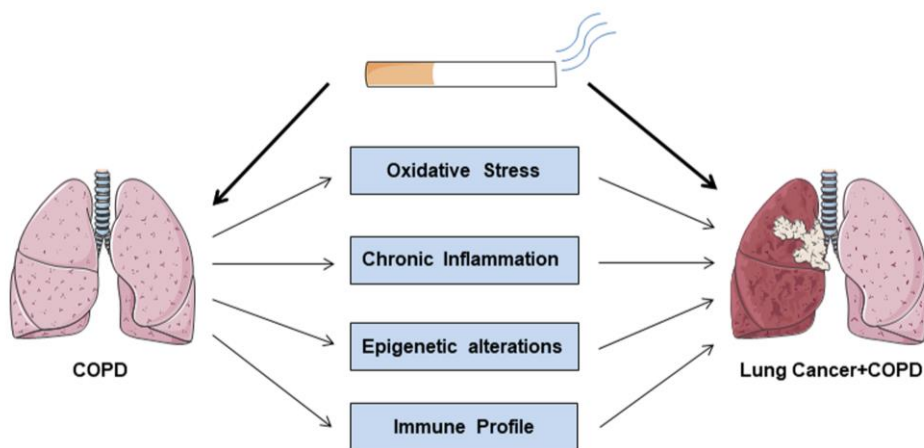 Oxidative Stress
Chronic Inflammation
Epigenetic alterations
Immune Profile
COPD
Lung Cancer+COPD